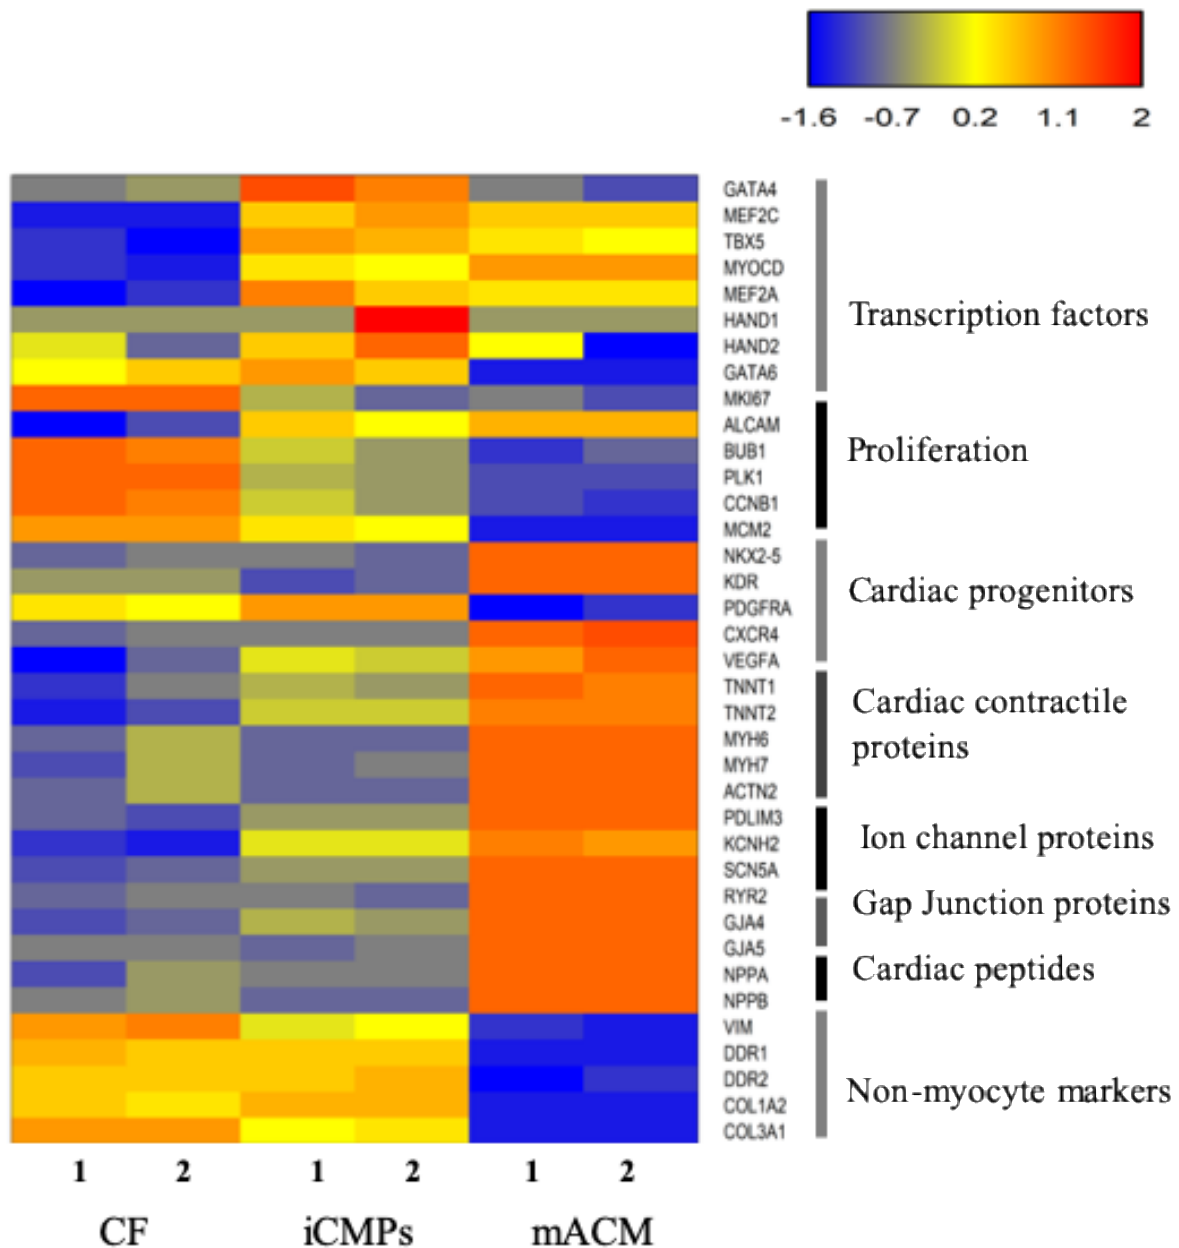 -1.6 -0.7 0.2 1.1 2
GATA4
MEF2C
TBX5
MYOCD
MEF2A
HAND1
HAND2
GATA6
MKI67
ALCAM
BUB1
PLK1
CCNB1
MCM2
NKX2-5
KDR
PDGFRA
CXCR4
VEGFA
TNNT1
TNNT2
MYH6
MYH7
ACTN2
PDLIM3
KCNH2
SCN5A
RYR2
GJA4
GJA5
NPPA
NPPB
VIM
DDR1
DDR2
COL1A2
COL3A1
Transcription factors
Proliferation
Cardiac progenitors
Cardiac contractile
proteins
Ion channel proteins
Gap Junction proteins
Cardiac peptides
Non-myocyte markers
1 2 1 2 1 2
CF iCMPs mACM